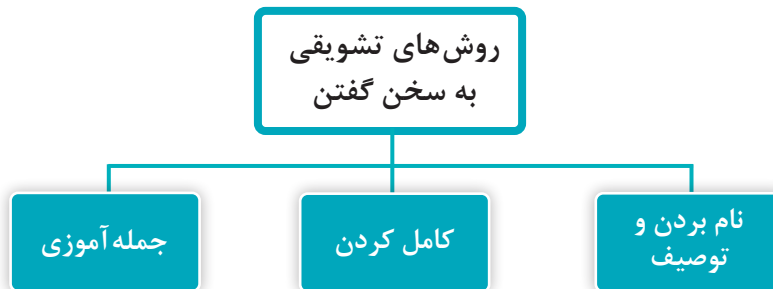 روش‌های تشویقی
به سخن گفتن
نام بردن و
توصیف
کامل کردن
جمله‌آموزی